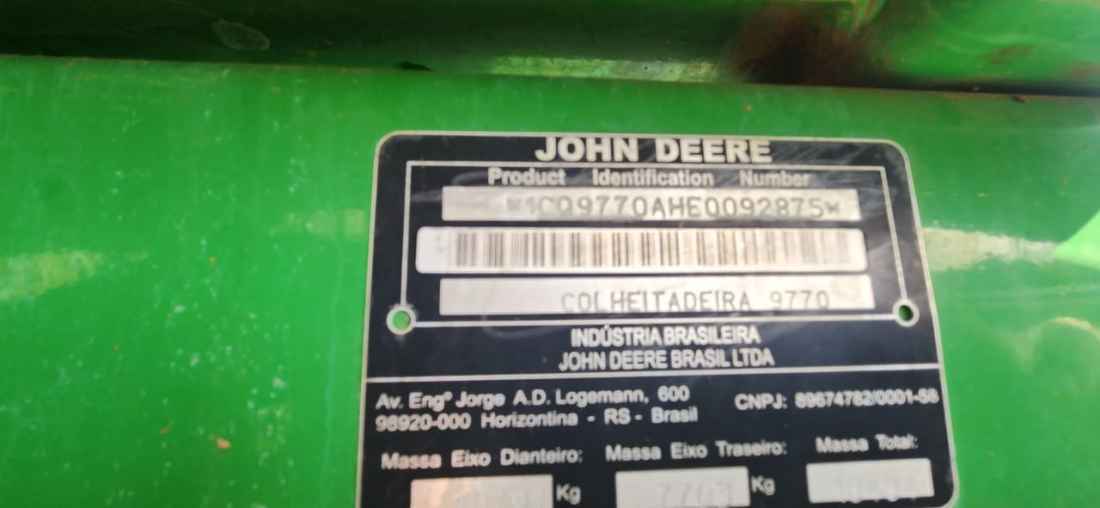 JOHN DEERE
Product Identification Number
*1CQ9770AHE0092875*
COLHEITADEIRA 9770
INDÚSTRIA BRASILEIRA
JOHN DEERE BRASIL LTDA
Av. Engº Jorge A.D. Logemann, 600
98920-000 Horizontina - RS - Brasil
CNPJ: 89674782/0001-58
Massa Eixo Dianteiro: Massa Eixo Traseiro: Massa Total:
Kg Kg